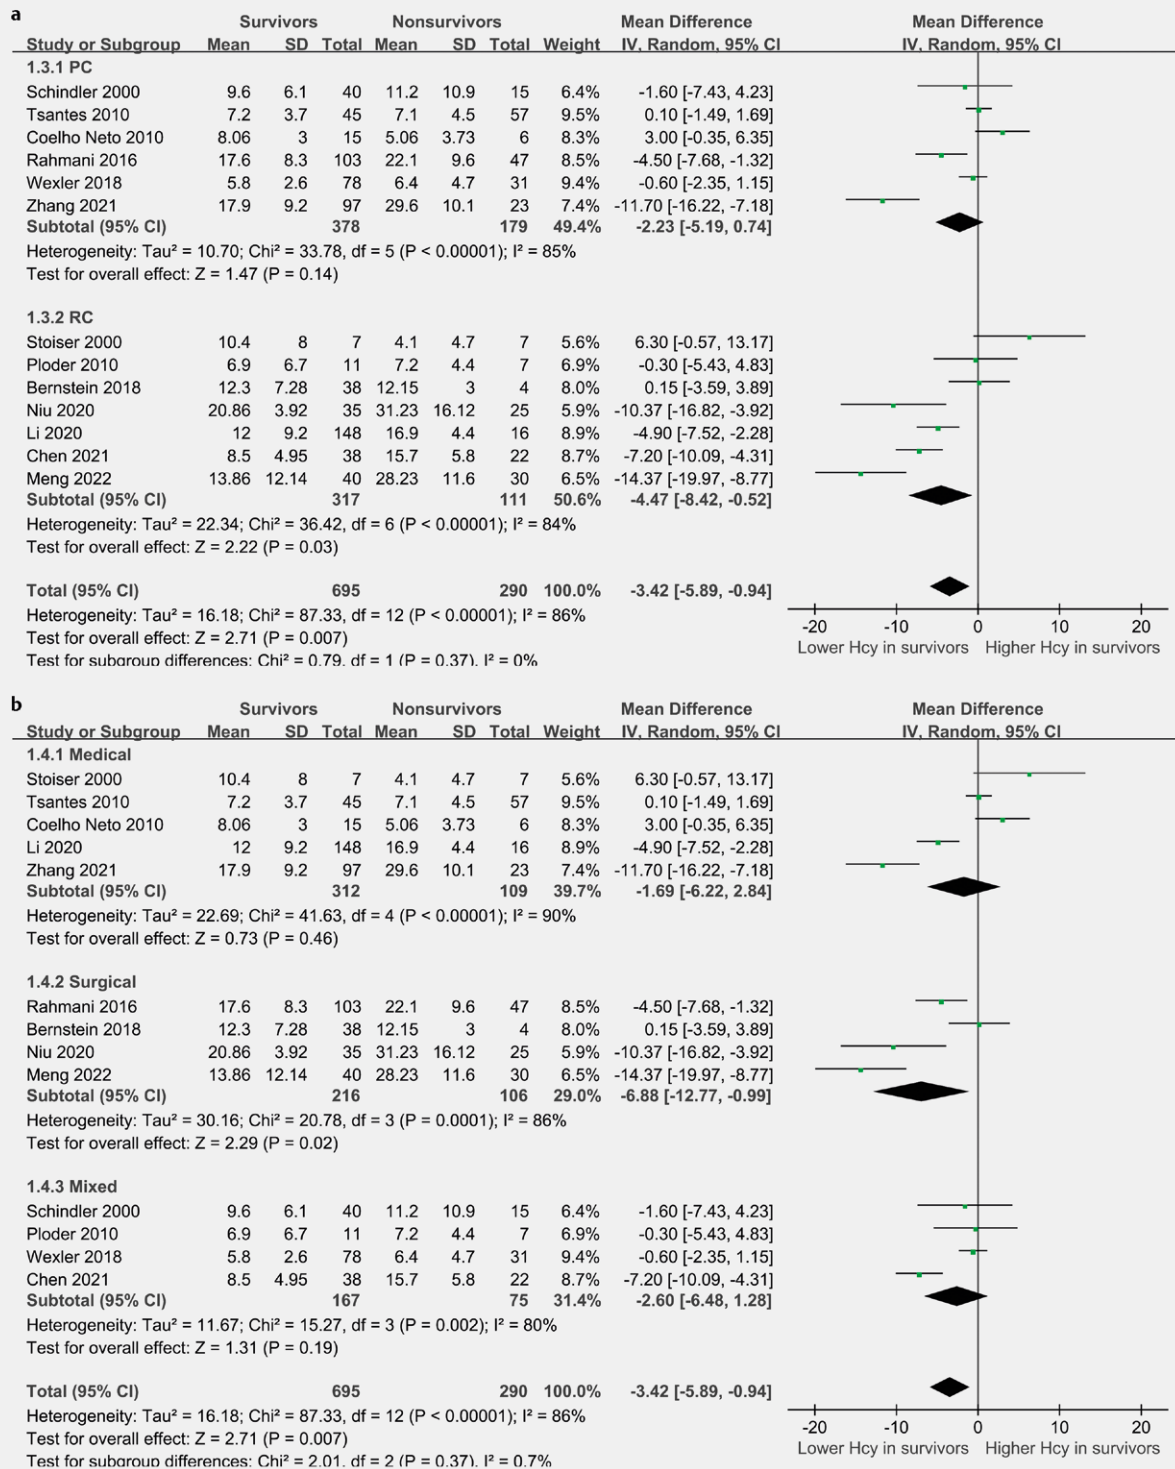 a
Survivors Nonsurvivors Mean Difference Mean Difference
Study or Subgroup Mean SD Total Mean SD Total Weight IV, Random, 95% CI IV, Random, 95% CI
1.3.1 PC
Schindler 2000 9.6 6.1 40 11.2 10.9 15 6.4% -1.60 [-7.43, 4.23]
Tsantes 2010 7.2 3.7 45 7.1 4.5 57 9.5% 0.10 [-1.49, 1.69]
Coelho Neto 2010 8.06 3 15 5.06 3.73 6 8.3% 3.00 [-0.35, 6.35]
Rahmani 2016 17.6 8.3 103 22.1 9.6 47 8.5% -4.50 [-7.68, -1.32]
Wexler 2018 5.8 2.6 78 6.4 4.7 31 9.4% -0.60 [-2.35, 1.15]
Zhang 2021 17.9 9.2 97 29.6 10.1 23 7.4% -11.70 [-16.22, -7.18]
Subtotal (95% CI) 378 179 49.4% -2.23 [-5.19, 0.74]
Heterogeneity: Tau² = 10.70; Chi² = 33.78, df = 5 (P < 0.00001); I² = 85%
Test for overall effect: Z = 1.47 (P = 0.14)
1.3.2 RC
Stoiser 2000 10.4 8 7 4.1 4.7 7 5.6% 6.30 [-0.57, 13.17]
Ploder 2010 6.9 6.7 11 7.2 4.4 7 6.9% -0.30 [-5.43, 4.83]
Bernstein 2018 12.3 7.28 38 12.15 3 4 8.0% 0.15 [-3.59, 3.89]
Niu 2020 20.86 3.92 35 31.23 16.12 25 5.9% -10.37 [-16.82, -3.92]
Li 2020 12 9.2 148 16.9 4.4 16 8.9% -4.90 [-7.52, -2.28]
Chen 2021 8.5 4.95 38 15.7 5.8 22 8.7% -7.20 [-10.09, -4.31]
Meng 2022 13.86 12.14 40 28.23 11.6 30 6.5% -14.37 [-19.97, -8.77]
Subtotal (95% CI) 317 111 50.6% -4.47 [-8.42, -0.52]
Heterogeneity: Tau² = 22.34; Chi² = 36.42, df = 6 (P < 0.00001); I² = 84%
Test for overall effect: Z = 2.22 (P = 0.03)
Total (95% CI) 695 290 100.0% -3.42 [-5.89, -0.94]
Heterogeneity: Tau² = 16.18; Chi² = 87.33, df = 12 (P < 0.00001); I² = 86%
Test for overall effect: Z = 2.71 (P = 0.007)
Test for subgroup differences: Chi² = 0.79, df = 1 (P = 0.37), I² = 0%
-20 -10 0 10 20
Lower Hcy in survivors Higher Hcy in survivors
b
Survivors Nonsurvivors Mean Difference Mean Difference
Study or Subgroup Mean SD Total Mean SD Total Weight IV, Random, 95% CI IV, Random, 95% CI
1.4.1 Medical
Stoiser 2000 10.4 8 7 4.1 4.7 7 5.6% 6.30 [-0.57, 13.17]
Tsantes 2010 7.2 3.7 45 7.1 4.5 57 9.5% 0.10 [-1.49, 1.69]
Coelho Neto 2010 8.06 3 15 5.06 3.73 6 8.3% 3.00 [-0.35, 6.35]
Li 2020 12 9.2 148 16.9 4.4 16 8.9% -4.90 [-7.52, -2.28]
Zhang 2021 17.9 9.2 97 29.6 10.1 23 7.4% -11.70 [-16.22, -7.18]
Subtotal (95% CI) 312 109 39.7% -1.69 [-6.22, 2.84]
Heterogeneity: Tau² = 22.69; Chi² = 41.63, df = 4 (P < 0.00001); I² = 90%
Test for overall effect: Z = 0.73 (P = 0.46)
1.4.2 Surgical
Rahmani 2016 17.6 8.3 103 22.1 9.6 47 8.5% -4.50 [-7.68, -1.32]
Bernstein 2018 12.3 7.28 38 12.15 3 4 8.0% 0.15 [-3.59, 3.89]
Niu 2020 20.86 3.92 35 31.23 16.12 25 5.9% -10.37 [-16.82, -3.92]
Meng 2022 13.86 12.14 40 28.23 11.6 30 6.5% -14.37 [-19.97, -8.77]
Subtotal (95% CI) 216 106 29.0% -6.88 [-12.77, -0.99]
Heterogeneity: Tau² = 30.16; Chi² = 20.78, df = 3 (P = 0.0001); I² = 86%
Test for overall effect: Z = 2.29 (P = 0.02)
1.4.3 Mixed
Schindler 2000 9.6 6.1 40 11.2 10.9 15 6.4% -1.60 [-7.43, 4.23]
Ploder 2010 6.9 6.7 11 7.2 4.4 7 6.9% -0.30 [-5.43, 4.83]
Wexler 2018 5.8 2.6 78 6.4 4.7 31 9.4% -0.60 [-2.35, 1.15]
Chen 2021 8.5 4.95 38 15.7 5.8 22 8.7% -7.20 [-10.09, -4.31]
Subtotal (95% CI) 167 75 31.4% -2.60 [-6.48, 1.28]
Heterogeneity: Tau² = 11.67; Chi² = 15.27, df = 3 (P = 0.002); I² = 80%
Test for overall effect: Z = 1.31 (P = 0.19)
Total (95% CI) 695 290 100.0% -3.42 [-5.89, -0.94]
Heterogeneity: Tau² = 16.18; Chi² = 87.33, df = 12 (P < 0.00001); I² = 86%
Test for overall effect: Z = 2.71 (P = 0.007)
Test for subgroup differences: Chi² = 2.01, df = 2 (P = 0.37), I² = 0.7%
-20 -10 0 10 20
Lower Hcy in survivors Higher Hcy in survivors